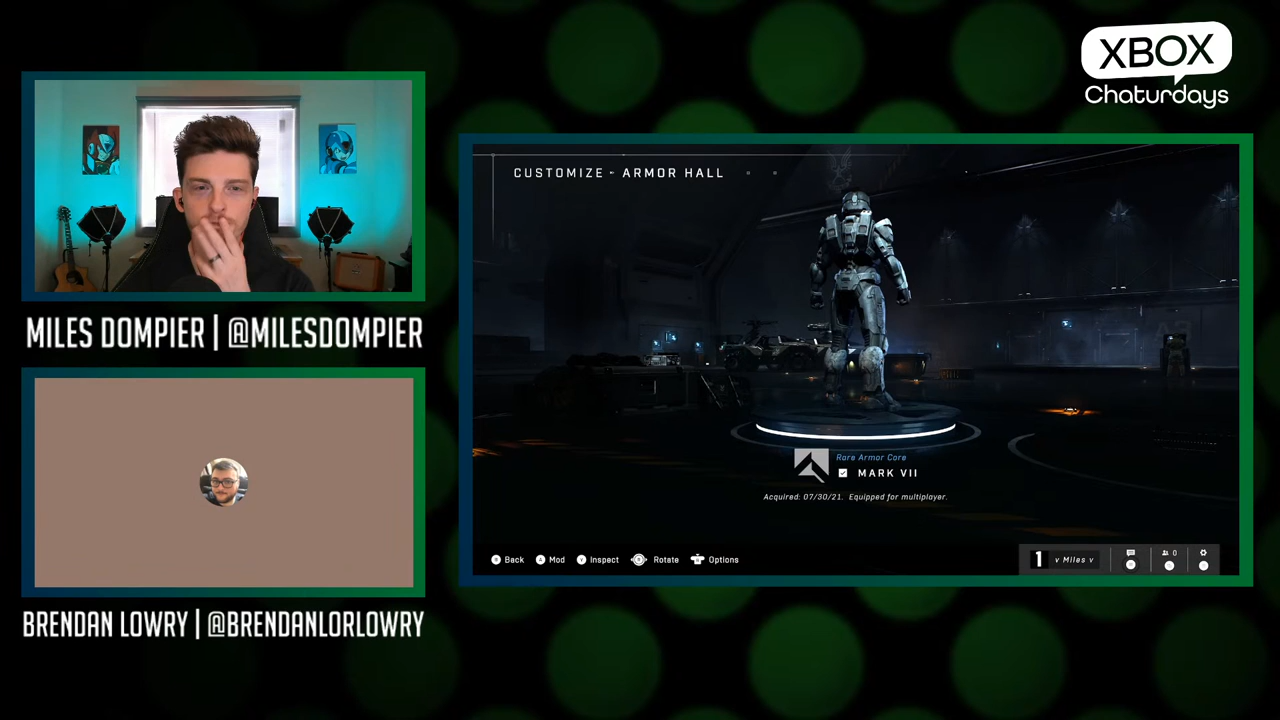 XBOX
Chaturdays
CUSTOMIZE ARMOR HALL
MILES DOMPIER | @MILESDOMPIER
Rare Armor Core
MARK VII
Acquired: 07/30/21. Equipped for multiplayer.
Back Mod Inspect Rotate Options
1 v Miles v 0
BRENDAN LOWRY | @BRENDANLORLOWRY